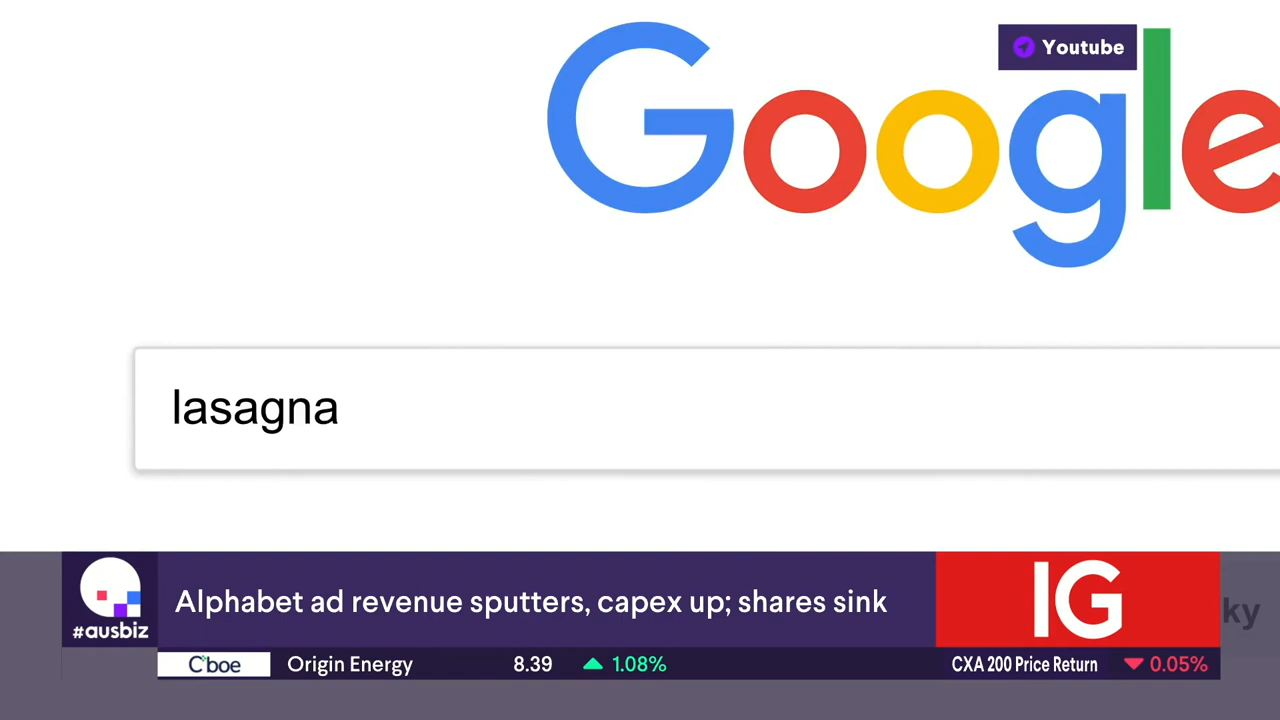 Google
Youtube
lasagna
#ausbiz
Alphabet ad revenue sputters, capex up; shares sink
IG
ky
Cboe Origin Energy 8.39 1.08% CXA 200 Price Return 0.05%